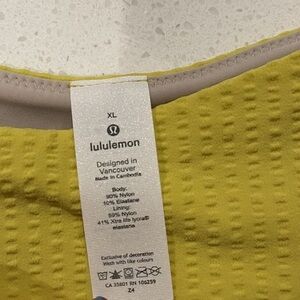 XL
lululemon
Designed in
Vancouver
Made in Cambodia
Body:
90% Nylon
10% Elastane
Lining:
59% Nylon
41% Xtra life lycra®
elastane
Exclusive of decoration
Wash with like colours
CA 35801 RN 106259
Z4